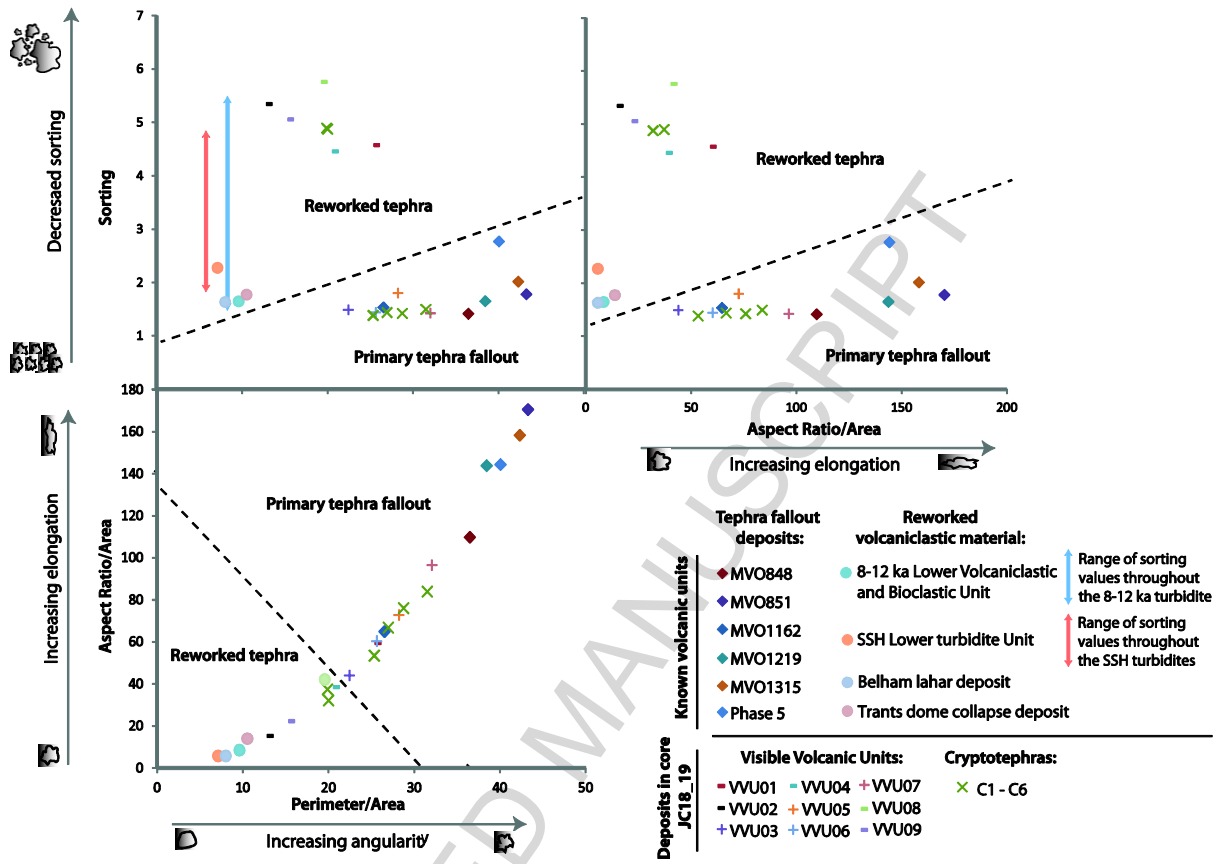 7
6
5
4
3
2
1
Decresaed sorting
Sorting
Reworked tephra
Primary tephra fallout
Reworked tephra
Primary tephra fallout
0 50 100 150 200
Aspect Ratio/Area
Increasing elongation
180
160
140
120
100
80
60
40
20
0
Increasing elongation
Aspect Ratio/Area
Primary tephra fallout
Reworked tephra
0 10 20 30 40 50
Perimeter/Area
Increasing angularity
Tephra fallout
deposits:
Known volcanic units
MVO848
MVO851
MVO1162
MVO1219
MVO1315
Phase 5
Reworked
volcaniclastic material:
8-12 ka Lower Volcaniclastic
and Bioclastic Unit
SSH Lower turbidite Unit
Belham lahar deposit
Trants dome collapse deposit
Range of sorting
values throughout
the 8-12 ka turbidite
Range of sorting
values throughout
the SSH turbidites
Deposits in core
JC18_19
Visible Volcanic Units:
VVU01 VVU04 VVU07
VVU02 VVU05 VVU08
VVU03 VVU06 VVU09
Cryptotephras:
C1 - C6
ED MANUSCRIPT